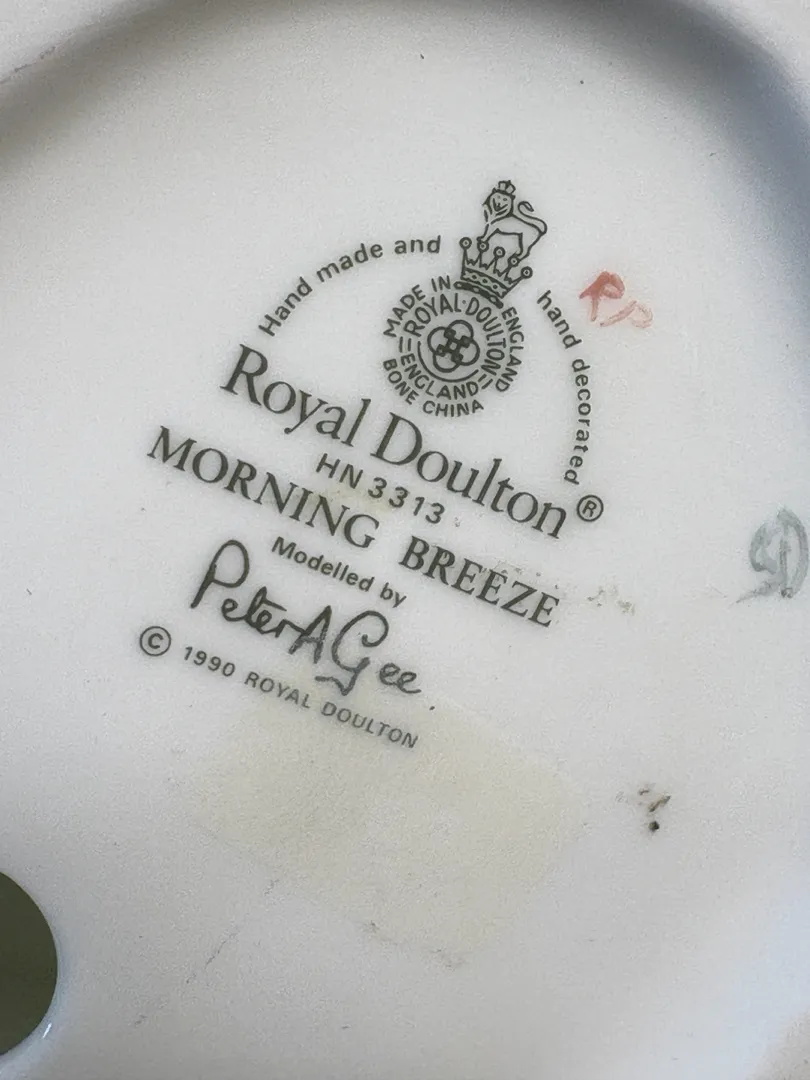 Hand made and hand decorated
MADE IN ENGLAND
ROYAL·DOULTON
ENGLAND
BONE CHINA
Royal Doulton®
HN 3313
MORNING BREEZE
Modelled by
Peter A Gee
© 1990 ROYAL DOULTON